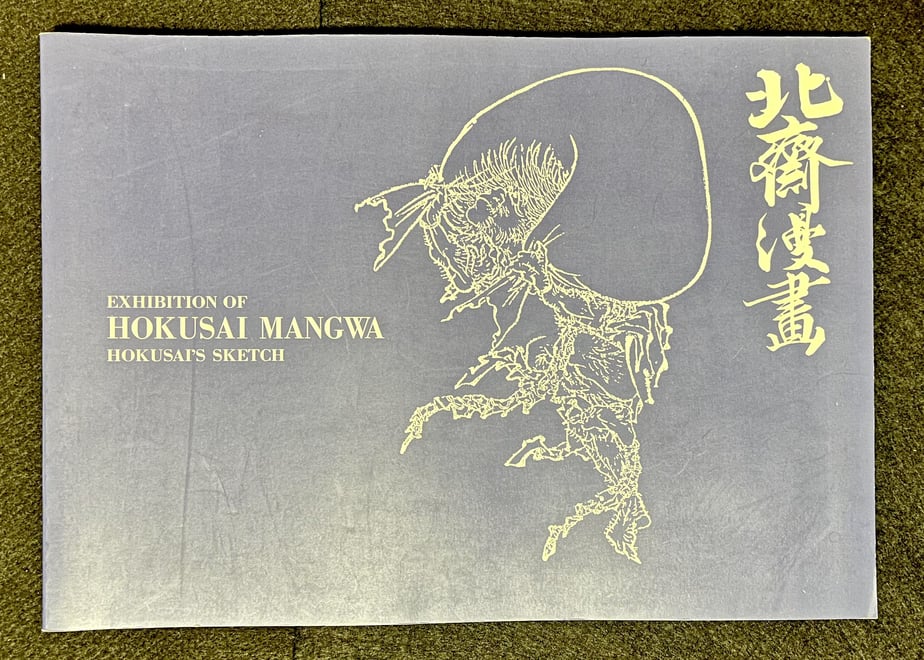 北齋漫畫
EXHIBITION OF
HOKUSAI MANGWA
HOKUSAI'S SKETCH